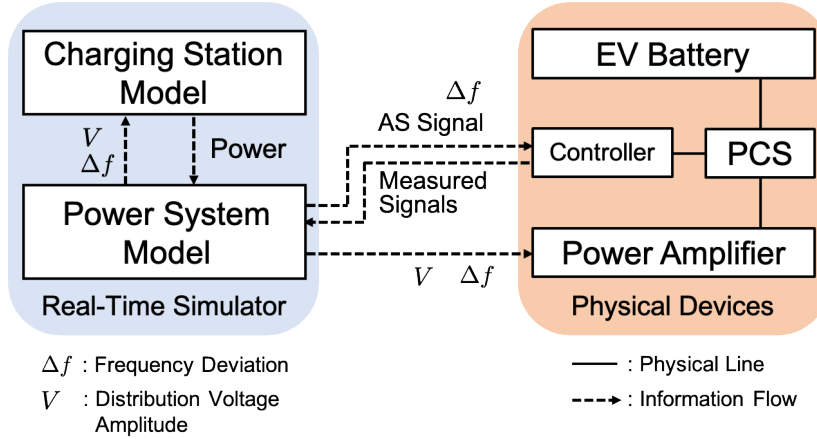 Charging Station
Model
EV Battery
Δf
AS Signal
V
Δf
Power
Controller
PCS
Measured
Signals
Power System
Model
Power Amplifier
V Δf
Real-Time Simulator
Physical Devices
Δf : Frequency Deviation
V : Distribution Voltage
Amplitude
: Physical Line
: Information Flow